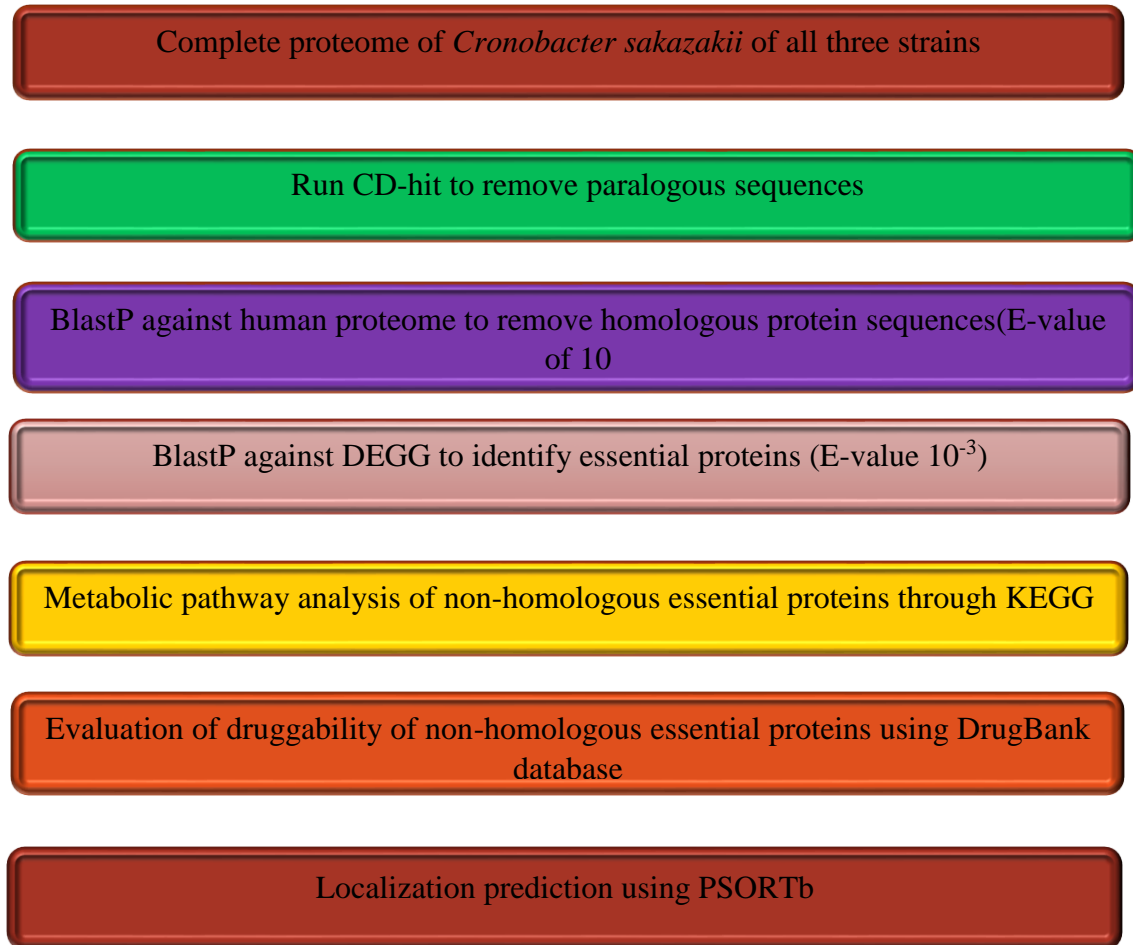 Complete proteome of Cronobacter sakazakii of all three strains
Run CD-hit to remove paralogous sequences
BlastP against human proteome to remove homologous protein sequences(E-value
of 10
BlastP against DEGG to identify essential proteins (E-value 10⁻³)
Metabolic pathway analysis of non-homologous essential proteins through KEGG
Evaluation of druggability of non-homologous essential proteins using DrugBank
database
Localization prediction using PSORTb